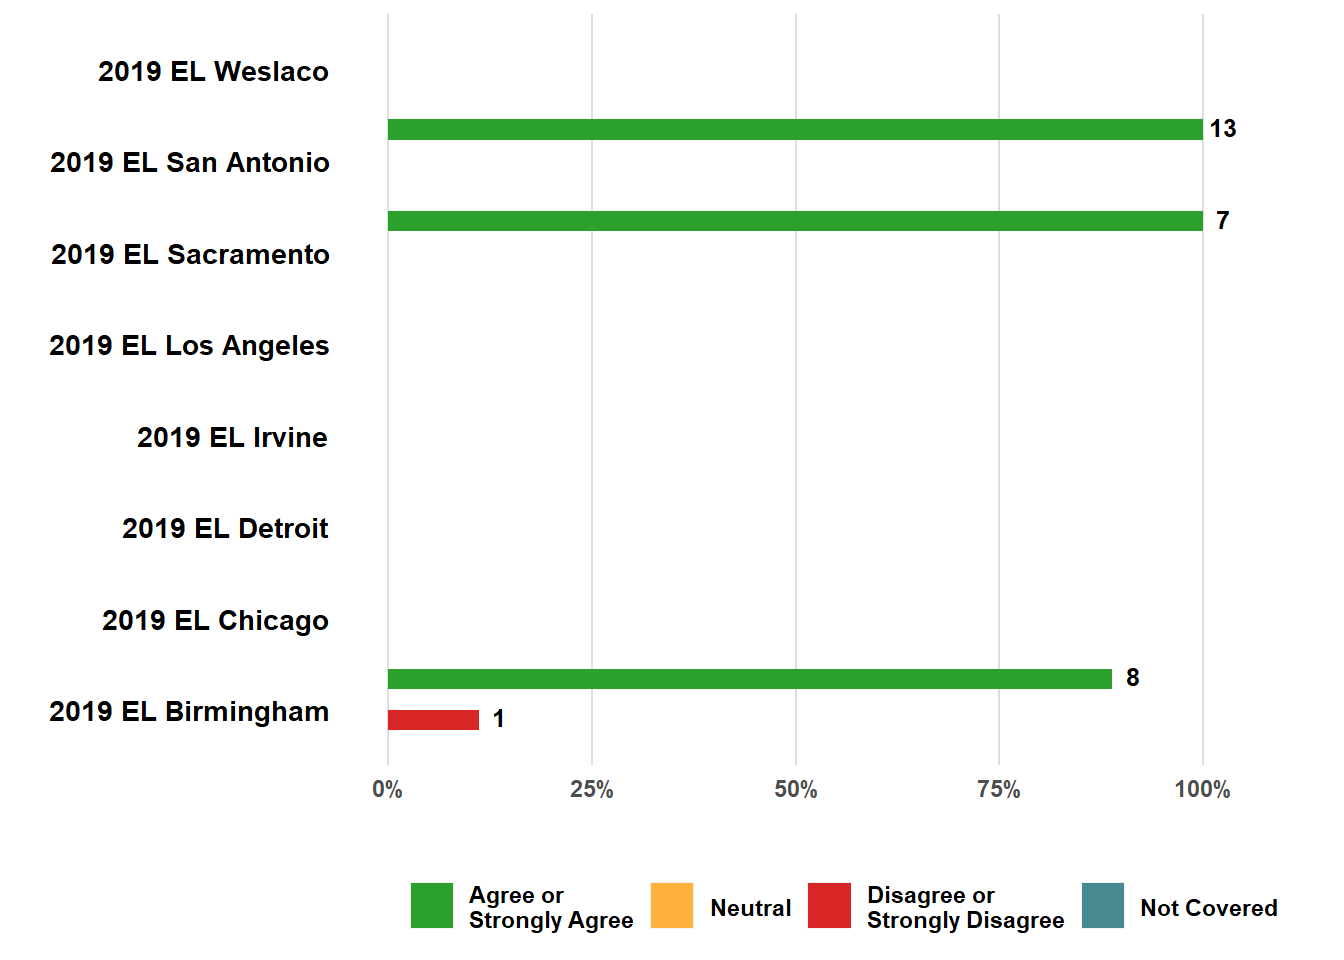 2019 EL Weslaco
13
2019 EL San Antonio
7
2019 EL Sacramento
2019 EL Los Angeles
2019 EL Irvine
2019 EL Detroit
2019 EL Chicago
8
2019 EL Birmingham
1
0% 25% 50% 75% 100%
Agree or
Strongly Agree
Neutral
Disagree or
Strongly Disagree
Not Covered